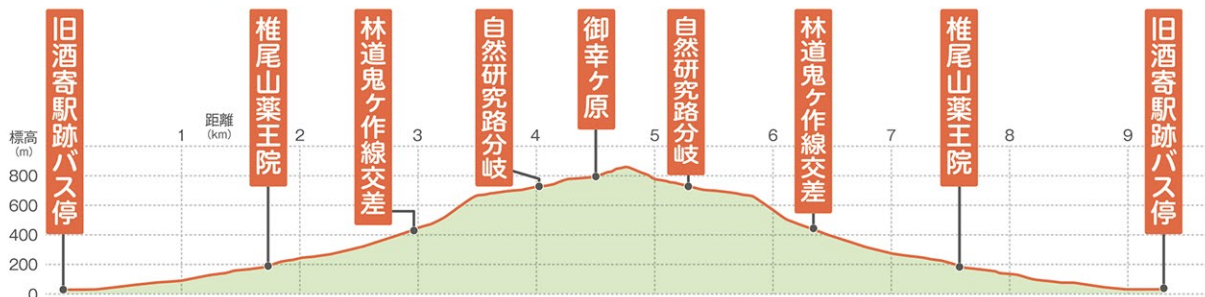 旧酒寄駅跡バス停
椎尾山薬王院
林道鬼ヶ作線交差
自然研究路分岐
御幸ヶ原
自然研究路分岐
林道鬼ヶ作線交差
椎尾山薬王院
旧酒寄駅跡バス停
距離
(km)
1 2 3 4 5 6 7 8 9
標高
(m)
800
600
400
200
0